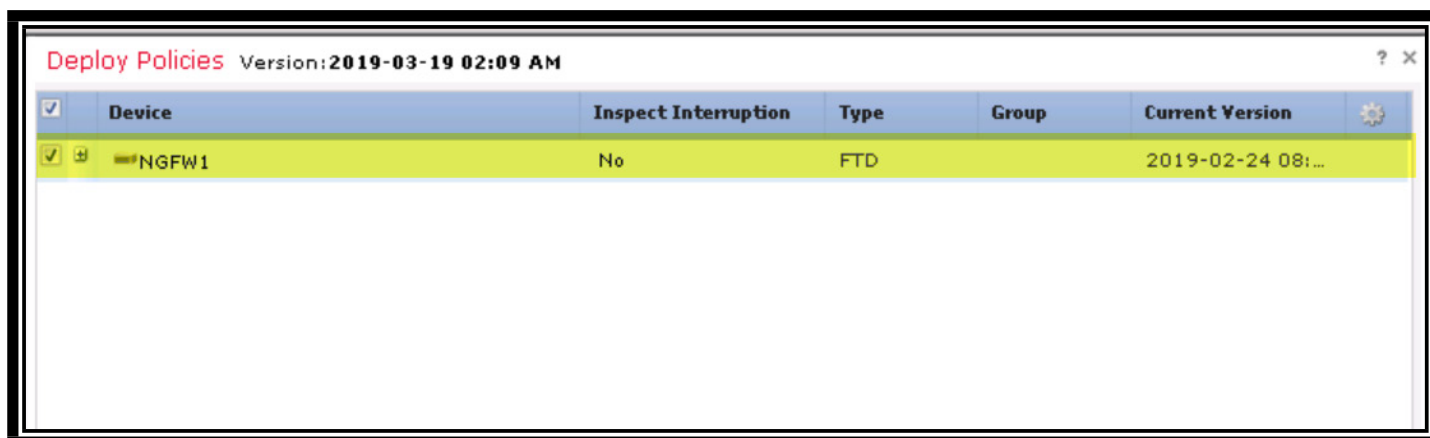 Deploy Policies Version:2019-03-19 02:09 AM ? ×
Device Inspect Interruption Type Group Current Version
NGFW1 No FTD 2019-02-24 08:...